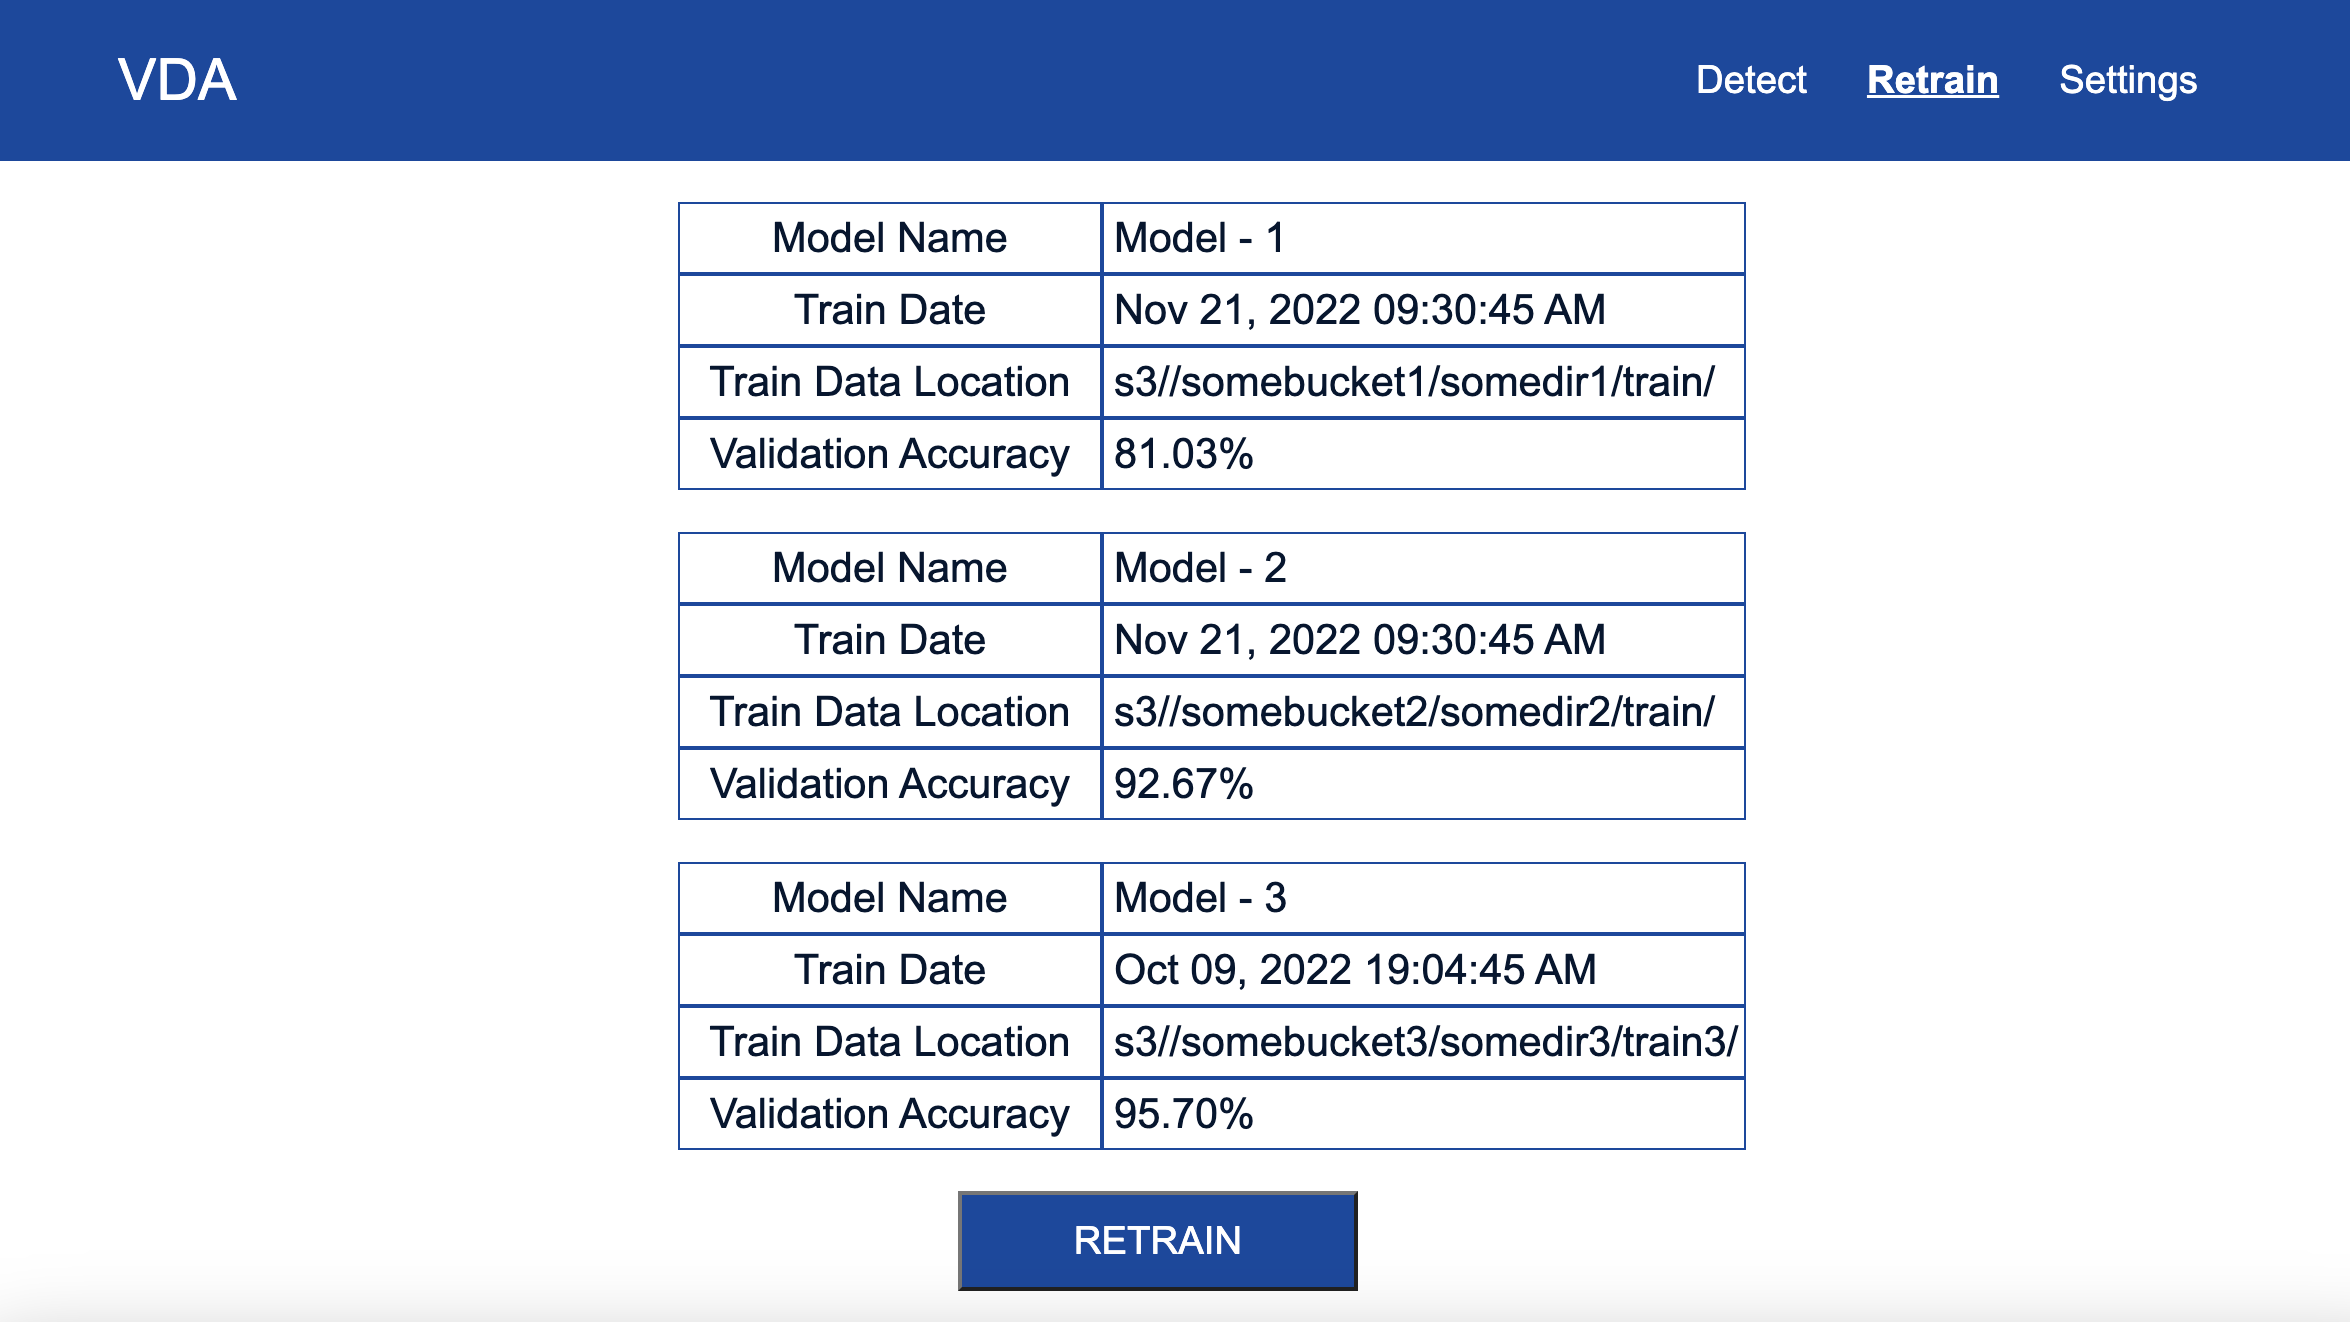 VDA Detect Retrain Settings
Model Name Model - 1
Train Date Nov 21, 2022 09:30:45 AM
Train Data Location s3//somebucket1/somedir1/train/
Validation Accuracy 81.03%
Model Name Model - 2
Train Date Nov 21, 2022 09:30:45 AM
Train Data Location s3//somebucket2/somedir2/train/
Validation Accuracy 92.67%
Model Name Model - 3
Train Date Oct 09, 2022 19:04:45 AM
Train Data Location s3//somebucket3/somedir3/train3/
Validation Accuracy 95.70%
RETRAIN